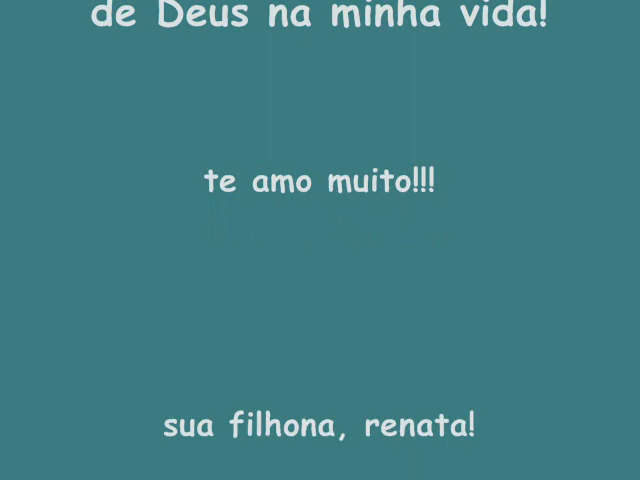 de Deus na minha vida!
te amo muito!!!
sua filhona, renata!